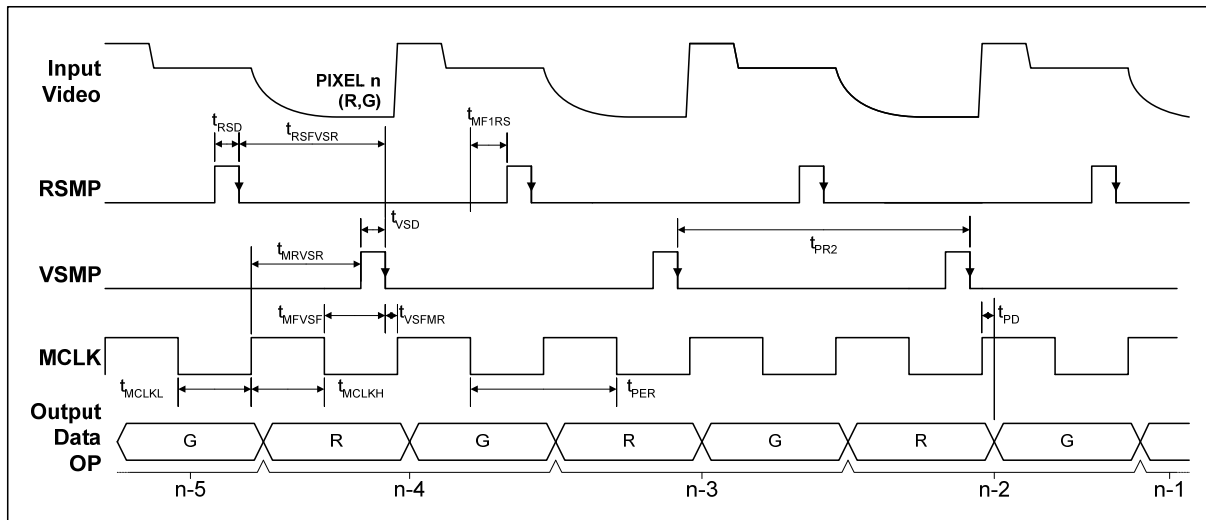 Input
Video
PIXEL n
(R,G)
tRSD
tRSFVSR
tMF1RS
RSMP
tVSD
tMRVSR
tPR2
VSMP
tMFVSF
tVSFMR
tPD
MCLK
tMCLKL
tMCLKH
tPER
Output
Data
OP
G R G R G R G
n-5 n-4 n-3 n-2 n-1